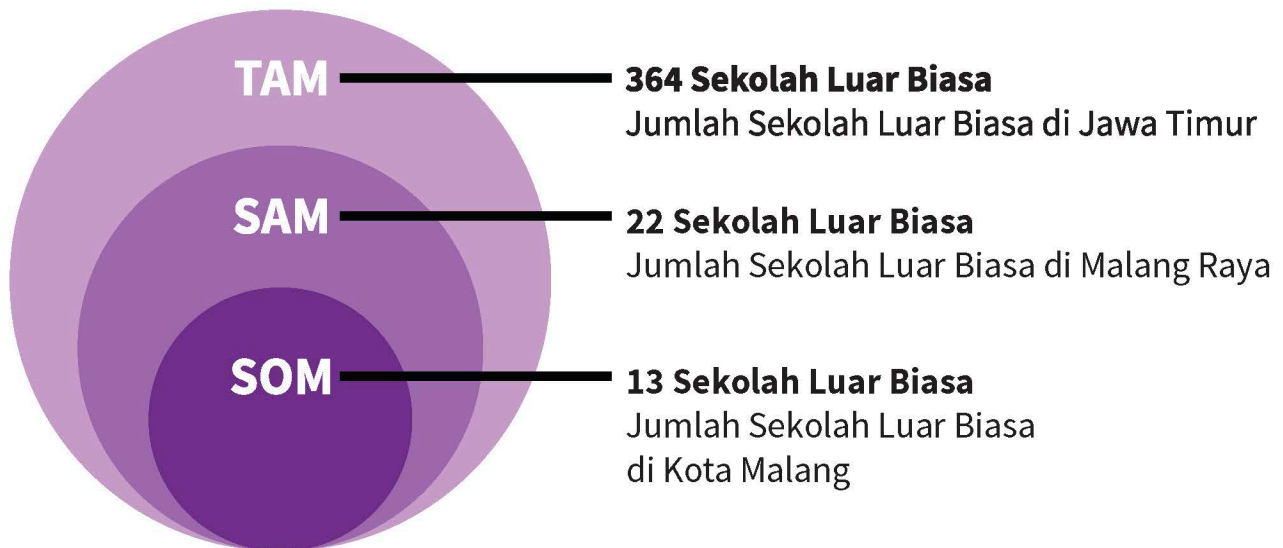 TAM
364 Sekolah Luar Biasa
Jumlah Sekolah Luar Biasa di Jawa Timur
SAM
22 Sekolah Luar Biasa
Jumlah Sekolah Luar Biasa di Malang Raya
SOM
13 Sekolah Luar Biasa
Jumlah Sekolah Luar Biasa
di Kota Malang